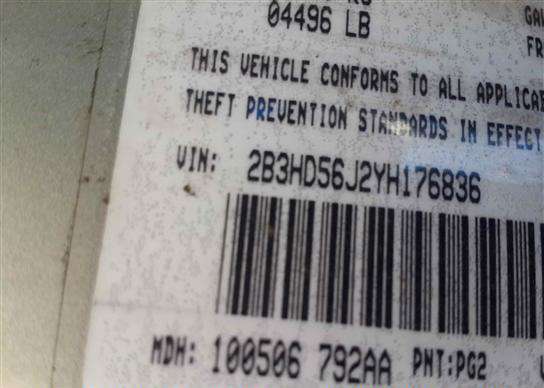 04496 LB
THIS VEHICLE CONFORMS TO ALL
THEFT PREVENTION STANDARDS IN EFFECT
VIN: 2B3HD56J2YH176836
MDH: 100506 792AA PNT:PG2